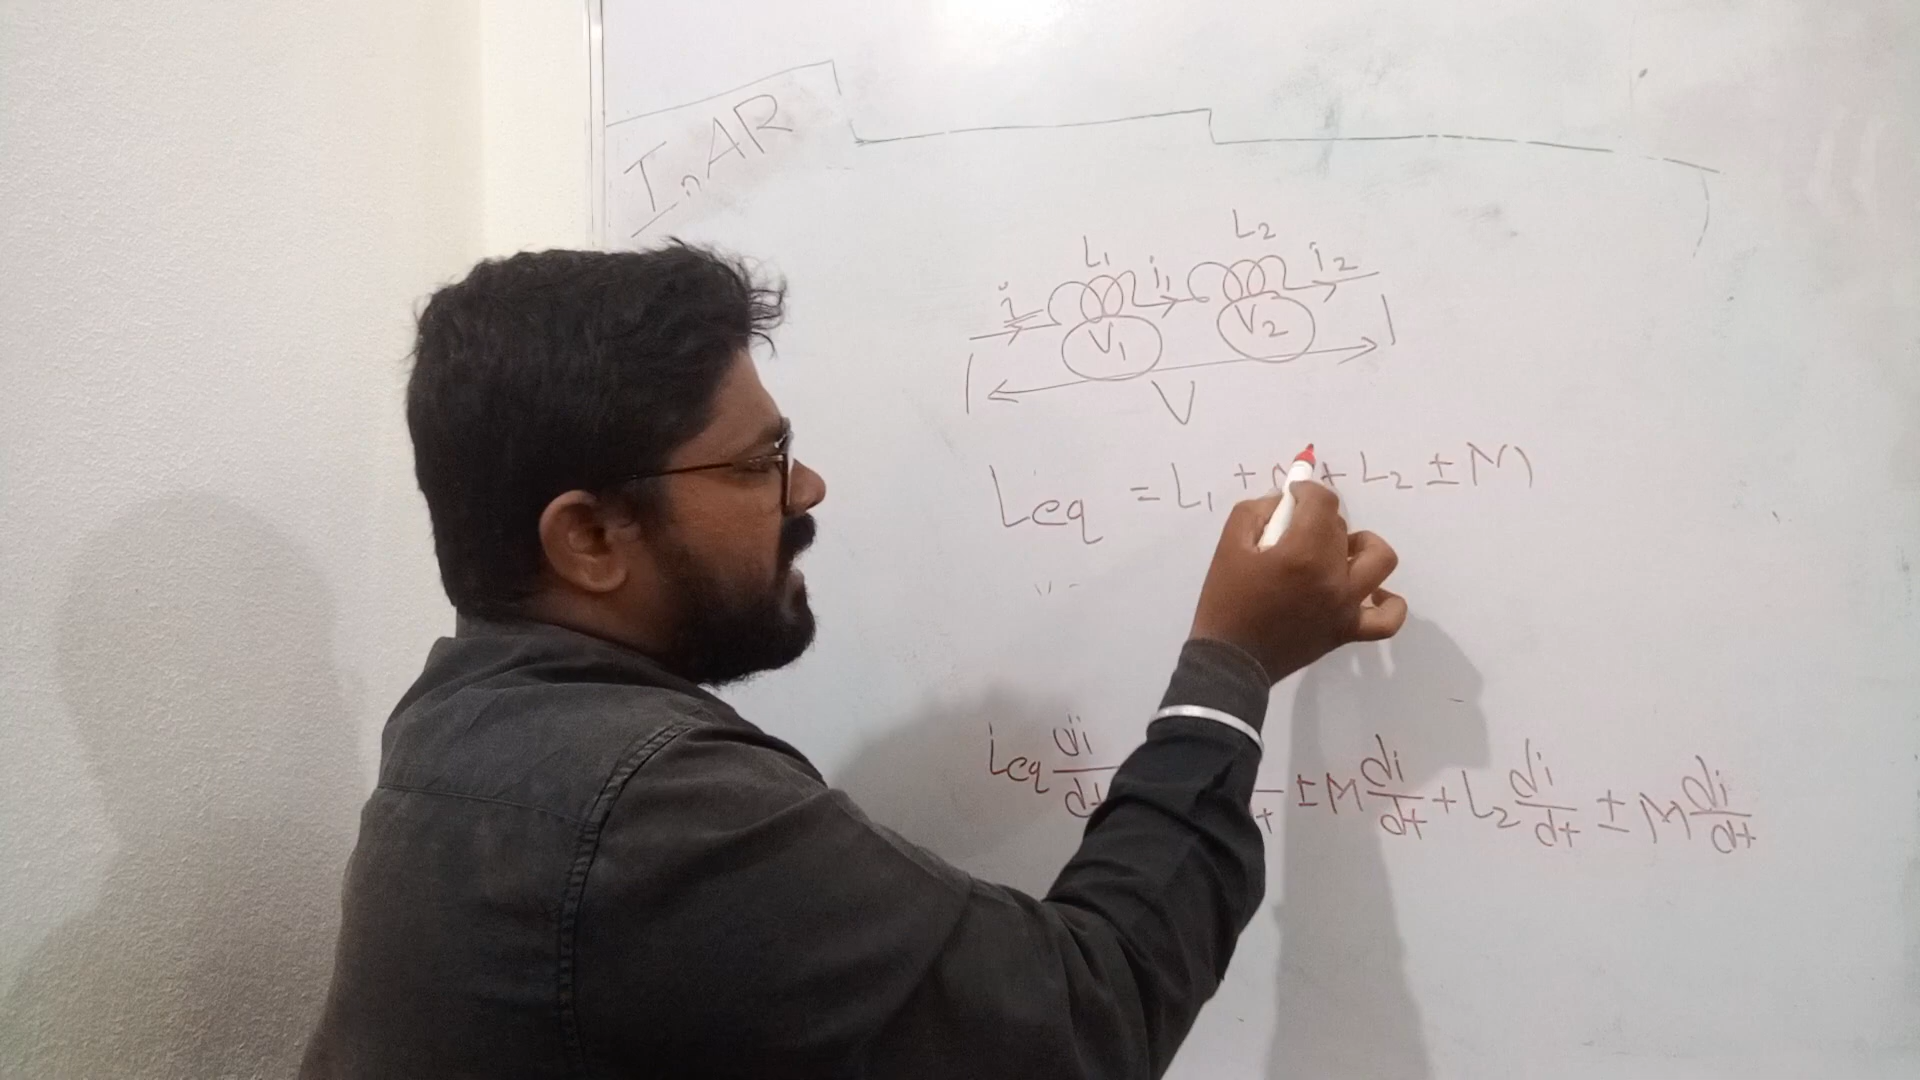 InAR
L₁ L₂
i i₁ i₂
V₁ V₂
V
Leq = L₁ + M + L₂ ± M
Leq di/dt ± M di/dt + L₂ di/dt ± M di/dt